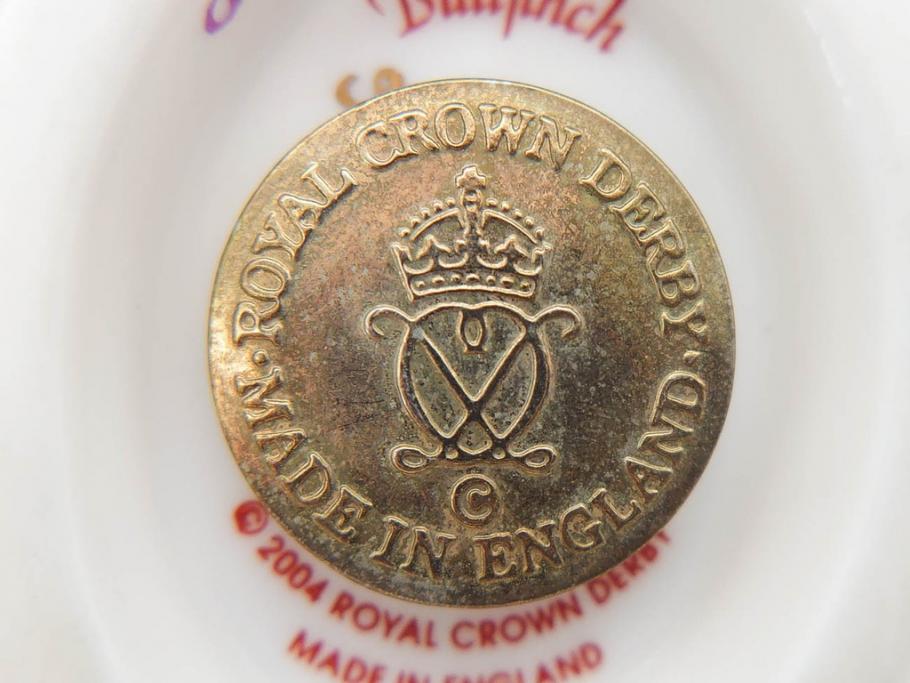 Bullfinch
·ROYAL CROWN DERBY·
MADE IN ENGLAND
©
© 2004 ROYAL CROWN DERBY
MADE IN ENGLAND